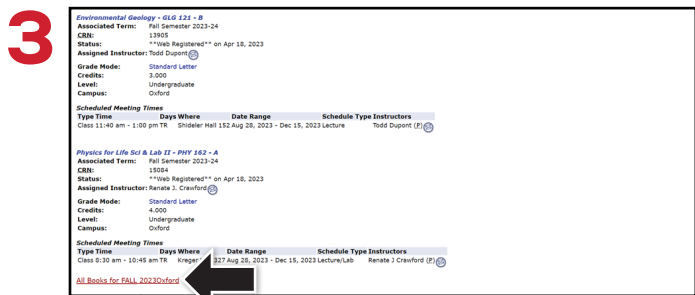 3
Environmental Geology - GLG 121 - B
Associated Term: Fall Semester 2023-24
CRN: 13905
Status: **Web Registered** on Apr 18, 2023
Assigned Instructor: Todd Dupont
Grade Mode: Standard Letter
Credits: 3.000
Level: Undergraduate
Campus: Oxford
Scheduled Meeting Times
Type Time Days Where Date Range Schedule Type Instructors
Class 11:40 am - 1:00 pm TR Shideler Hall 152 Aug 28, 2023 - Dec 15, 2023 Lecture Todd Dupont (P)
Physics for Life Sci & Lab II - PHY 162 - A
Associated Term: Fall Semester 2023-24
CRN: 15084
Status: **Web Registered** on Apr 18, 2023
Assigned Instructor: Renate J. Crawford
Grade Mode: Standard Letter
Credits: 4.000
Level: Undergraduate
Campus: Oxford
Scheduled Meeting Times
Type Time Days Where Date Range Schedule Type Instructors
Class 8:30 am - 10:45 am TR Kreger 327 Aug 28, 2023 - Dec 15, 2023 Lecture/Lab Renate J Crawford (P)
All Books for FALL 2023Oxford